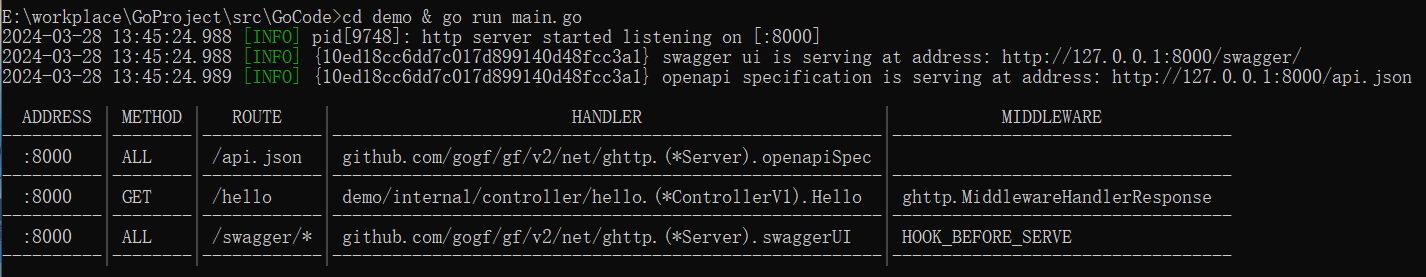 E:\workplace\GoProject\src\GoCode>cd demo & go run main.go
2024-03-28 13:45:24.988 [INFO] pid[9748]: http server started listening on [:8000]
2024-03-28 13:45:24.988 [INFO] {10ed18cc6dd7c017d899140d48fcc3a1} swagger ui is serving at address: http://127.0.0.1:8000/swagger/
2024-03-28 13:45:24.989 [INFO] {10ed18cc6dd7c017d899140d48fcc3a1} openapi specification is serving at address: http://127.0.0.1:8000/api.json
ADDRESS | METHOD | ROUTE | HANDLER | MIDDLEWARE
:8000 | ALL | /api.json | github.com/gogf/gf/v2/net/ghttp.(*Server).openapiSpec |
:8000 | GET | /hello | demo/internal/controller/hello.(*ControllerV1).Hello | ghttp.MiddlewareHandlerResponse
:8000 | ALL | /swagger/* | github.com/gogf/gf/v2/net/ghttp.(*Server).swaggerUI | HOOK_BEFORE_SERVE